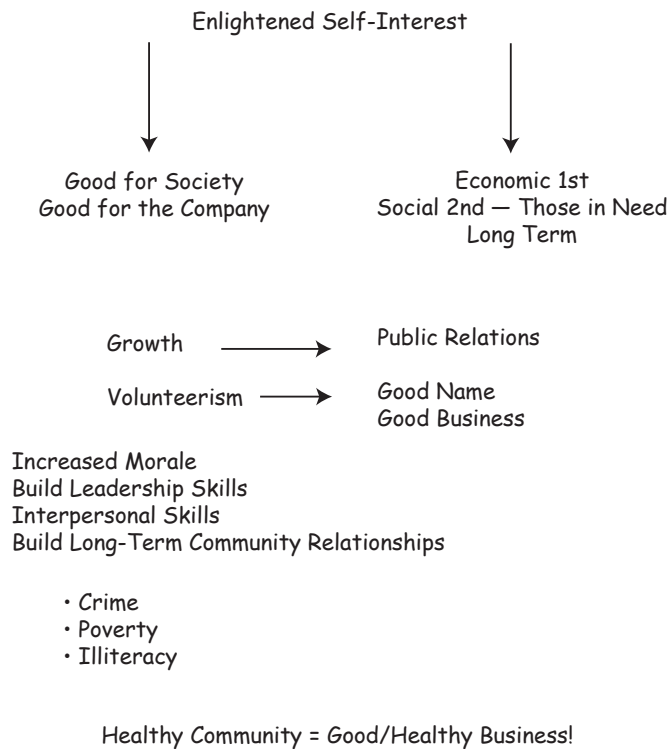 Enlightened Self-Interest
Good for Society
Good for the Company
Economic 1st
Social 2nd — Those in Need
Long Term
Growth
Public Relations
Volunteerism
Good Name
Good Business
Increased Morale
Build Leadership Skills
Interpersonal Skills
Build Long-Term Community Relationships
• Crime
• Poverty
• Illiteracy
Healthy Community = Good/Healthy Business!